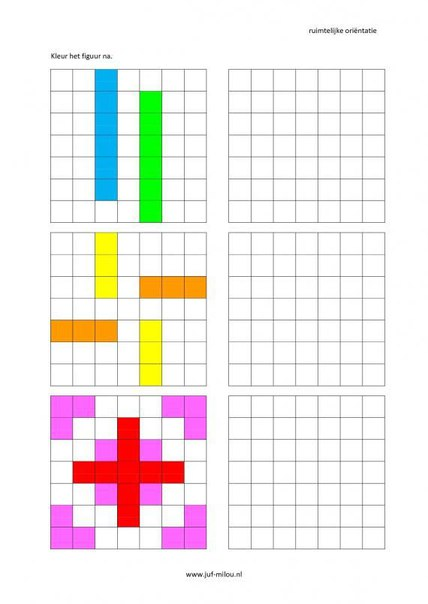 ruimtelijke oriëntatie
Kleur het figuur na.
www.juf-milou.nl